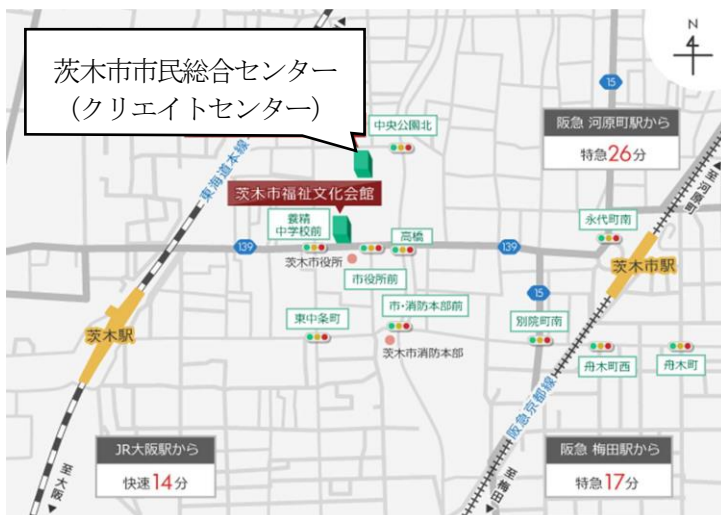 N
茨木市市民総合センター
（クリエイトセンター）
15
中央公園北
阪急 河原町駅から
特急26分
至河原町
東海道本線
茨木市福祉文化会館
養精
中学校前
永代町南
高橋
139
139
茨木市役所
茨木市駅
市役所前
15
東中条町
市・消防本部前
別院町南
茨木駅
茨木市消防本部
舟木町西
舟木町
阪急京都線
JR大阪駅から
快速14分
阪急 梅田駅から
特急17分
至大阪
至梅田